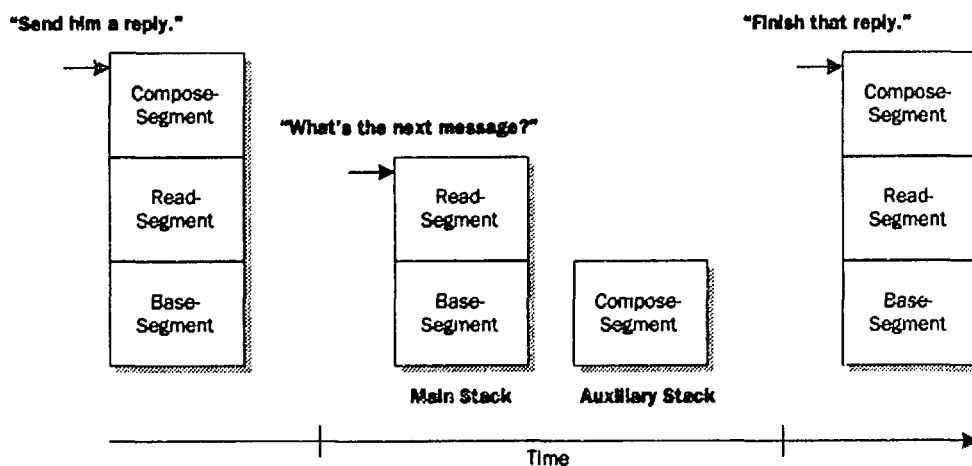 "Send him a reply."
Compose-
Segment
Read-
Segment
Base-
Segment
"What's the next message?"
Read-
Segment
Base-
Segment
Main Stack
Compose-
Segment
Auxiliary Stack
"Finish that reply."
Compose-
Segment
Read-
Segment
Base-
Segment
Time